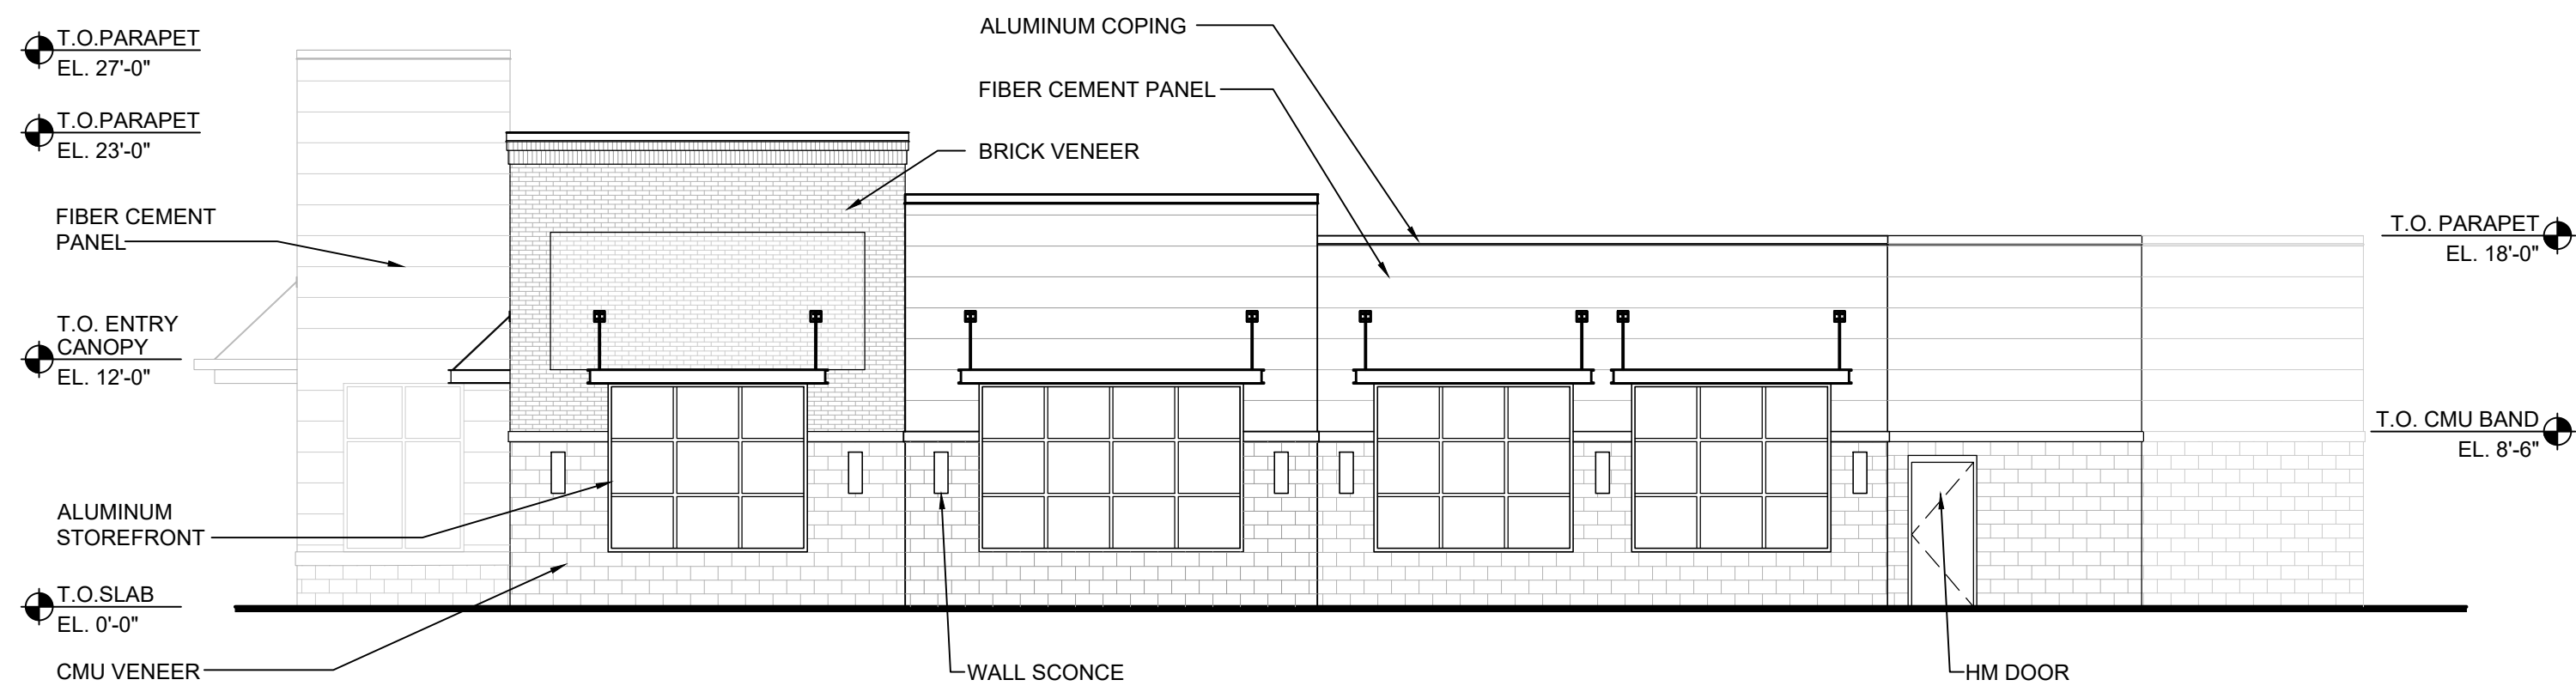 T.O.PARAPET
EL. 27'-0"
T.O.PARAPET
EL. 23'-0"
FIBER CEMENT
PANEL
T.O. ENTRY
CANOPY
EL. 12'-0"
ALUMINUM
STOREFRONT
T.O.SLAB
EL. 0'-0"
CMU VENEER
ALUMINUM COPING
FIBER CEMENT PANEL
BRICK VENEER
WALL SCONCE
HM DOOR
T.O. PARAPET
EL. 18'-0"
T.O. CMU BAND
EL. 8'-6"